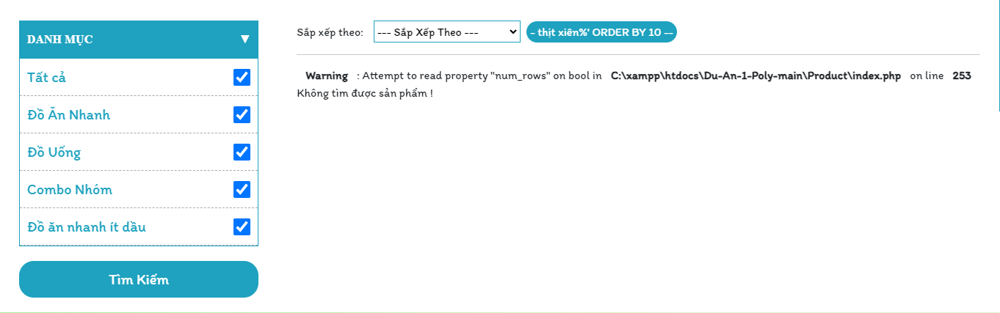 DANH MỤC ▼
Tất cả
Đồ Ăn Nhanh
Đồ Uống
Combo Nhóm
Đồ ăn nhanh ít dầu
Tìm Kiếm
Sắp xếp theo: --- Sắp Xếp Theo --- - thịt xiên%' ORDER BY 10 --
Warning : Attempt to read property "num_rows" on bool in C:\xampp\htdocs\Du-An-1-Poly-main\Product\index.php on line 253
Không tìm được sản phẩm !